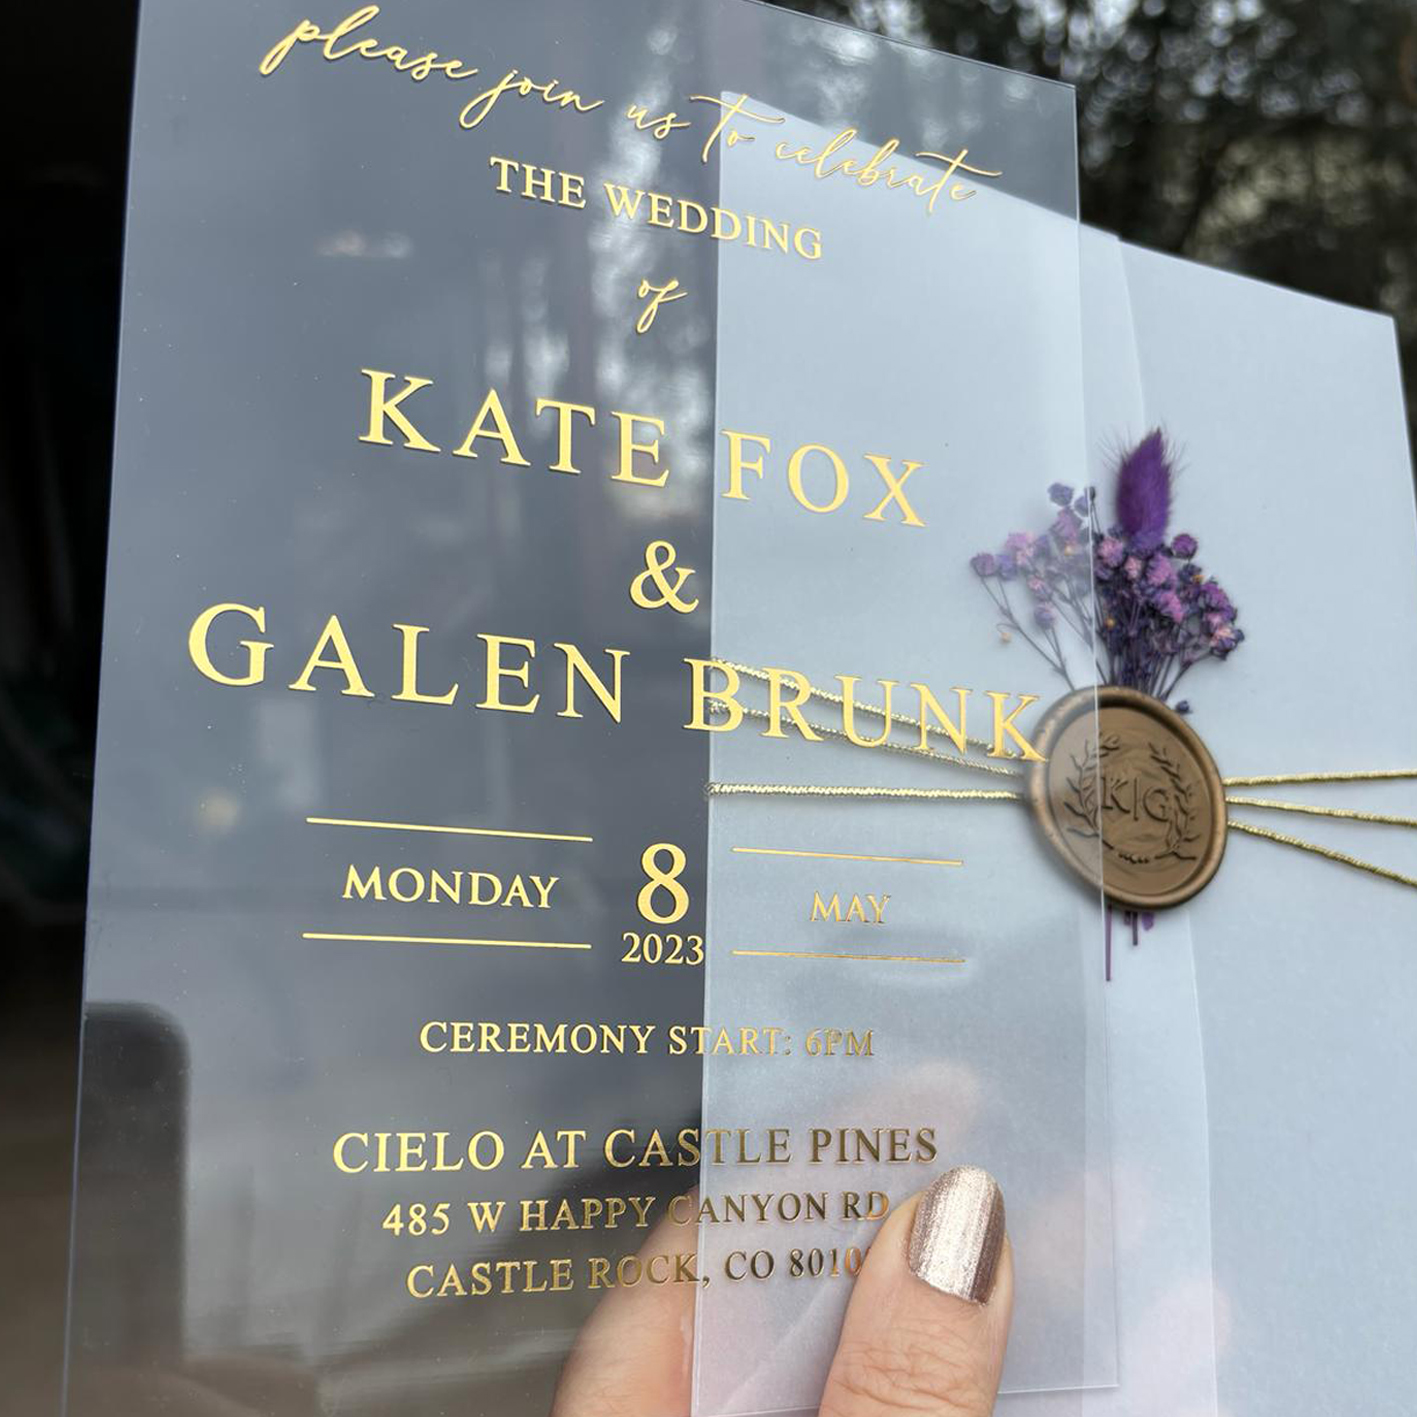 please join us to celebrate
THE WEDDING
of
KATE FOX
&
GALEN BRUNK
MONDAY
8
MAY
2023
CEREMONY START: 6PM
CIELO AT CASTLE PINES
485 W HAPPY CANYON RD
CASTLE ROCK, CO
K|G